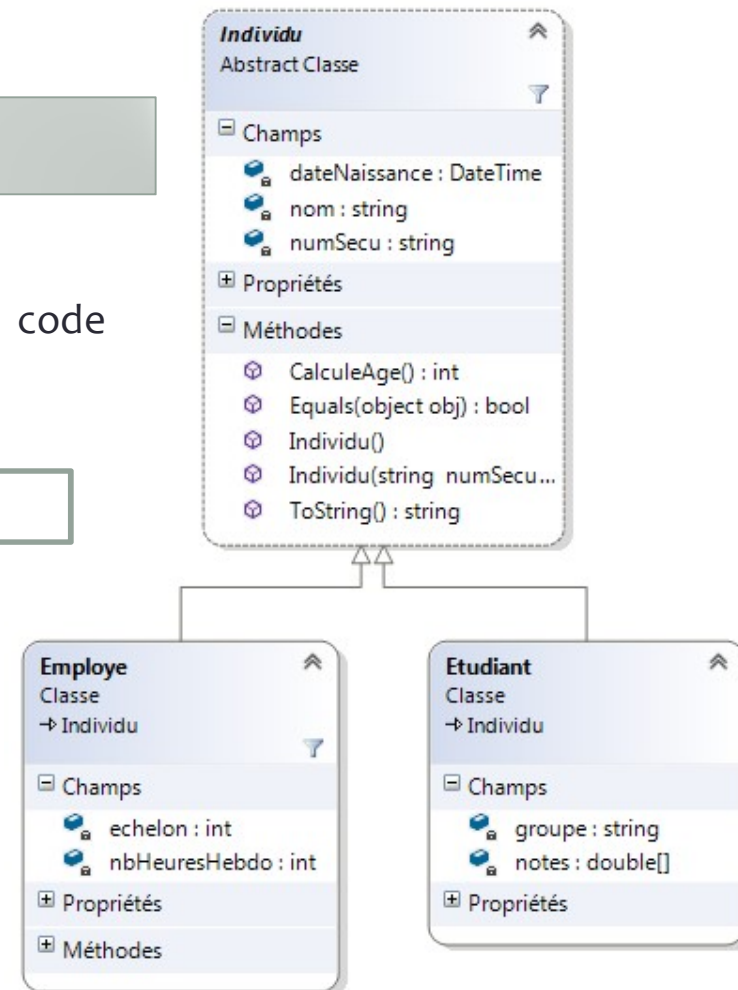 Individu
Abstract Classe
Champs
dateNaissance : DateTime
nom : string
numSecu : string
Propriétés
code
Méthodes
CalculeAge() : int
Equals(object obj) : bool
Individu()
Individu(string numSecu...
ToString() : string
Employe
Classe
Individu
Champs
echelon : int
nbHeuresHebdo : int
Propriétés
Méthodes
Etudiant
Classe
Individu
Champs
groupe : string
notes : double[]
Propriétés